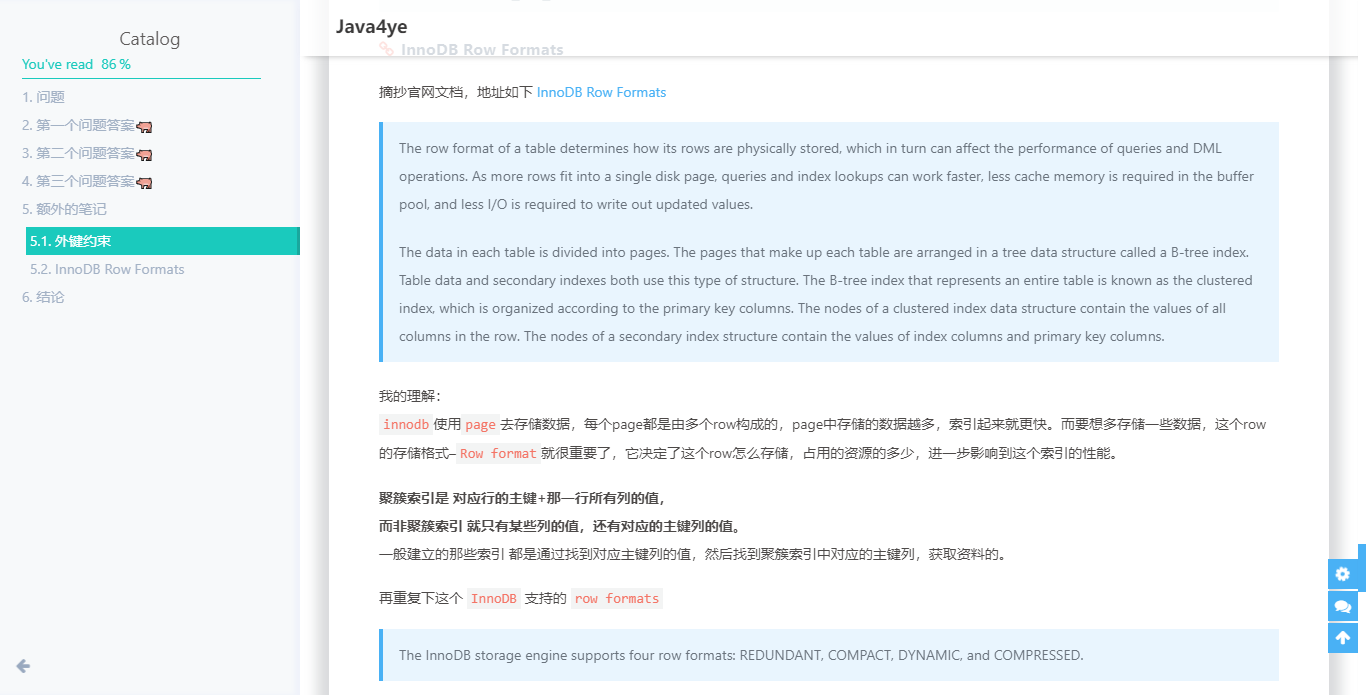 Catalog
You've read 86 %
1. 问题
2. 第一个问题答案
3. 第二个问题答案
4. 第三个问题答案
5. 额外的笔记
5.1. 外键约束
5.2. InnoDB Row Formats
6. 结论
Java4ye
InnoDB Row Formats
摘抄官网文档，地址如下 InnoDB Row Formats
The row format of a table determines how its rows are physically stored, which in turn can affect the performance of queries and DML
operations. As more rows fit into a single disk page, queries and index lookups can work faster, less cache memory is required in the buffer
pool, and less I/O is required to write out updated values.
The data in each table is divided into pages. The pages that make up each table are arranged in a tree data structure called a B-tree index.
Table data and secondary indexes both use this type of structure. The B-tree index that represents an entire table is known as the clustered
index, which is organized according to the primary key columns. The nodes of a clustered index data structure contain the values of all
columns in the row. The nodes of a secondary index structure contain the values of index columns and primary key columns.
我的理解：
innodb 使用 page 去存储数据，每个page都是由多个row构成的，page中存储的数据越多，索引起来就更快。而要想多存储一些数据，这个row
的存储格式– Row format 就很重要了，它决定了这个row怎么存储，占用的资源的多少，进一步影响到这个索引的性能。
聚簇索引是 对应行的主键+那一行所有列的值，
而非聚簇索引 就只有某些列的值，还有对应的主键列的值。
一般建立的那些索引 都是通过找到对应主键列的值，然后找到聚簇索引中对应的主键列，获取资料的。
再重复下这个 InnoDB 支持的 row formats
The InnoDB storage engine supports four row formats: REDUNDANT, COMPACT, DYNAMIC, and COMPRESSED.